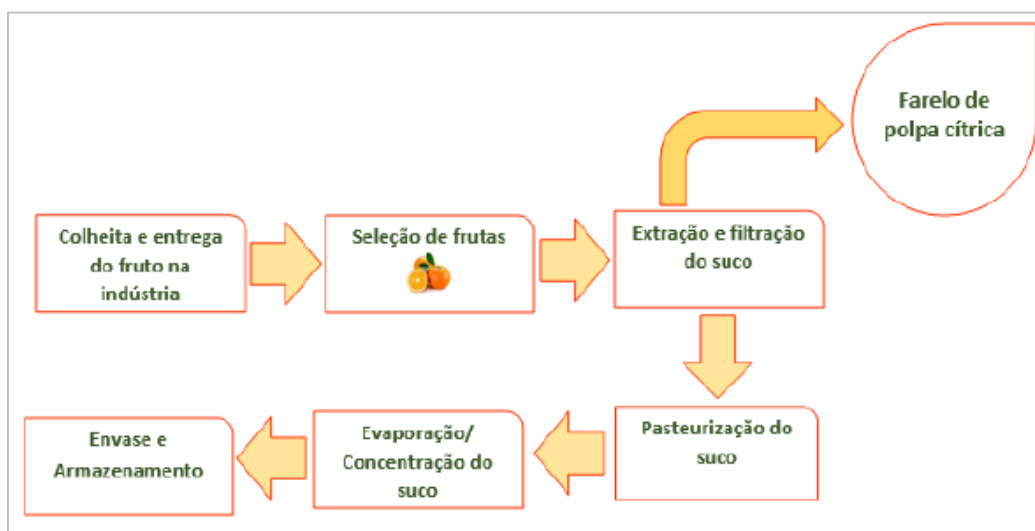 Farelo de
polpa cítrica
Colheita e entrega
do fruto na
indústria
Seleção de frutas
Extração e filtração
do suco
Pasteurização do
suco
Evaporação/
Concentração do
suco
Envase e
Armazenamento